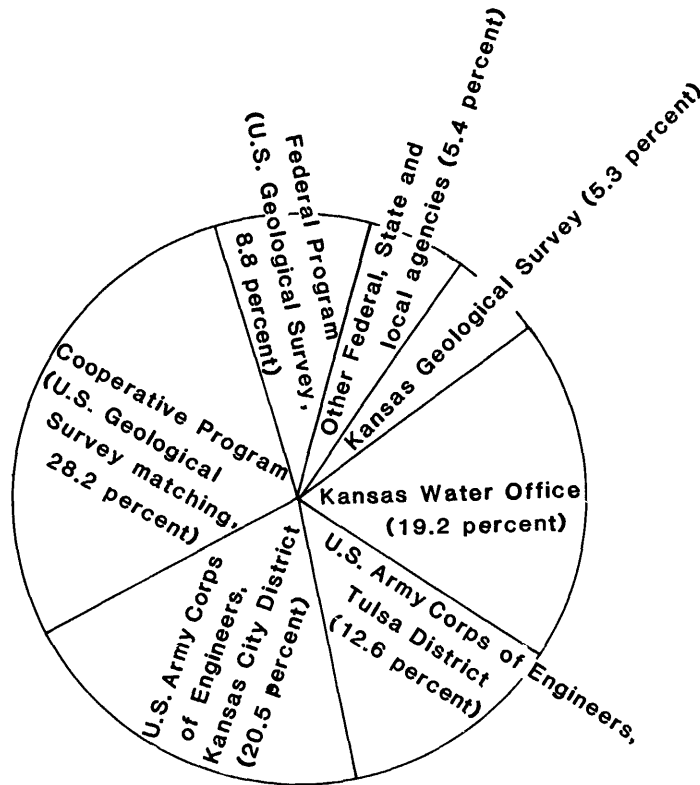 Federal Program
(U.S. Geological Survey,
8.8 percent)
Other Federal, State and
local agencies (5.4 percent)
Kansas Geological Survey (5.3 percent)
Kansas Water Office
(19.2 percent)
U.S. Army Corps of Engineers,
Tulsa District
(12.6 percent)
U.S. Army Corps
of Engineers,
Kansas City District
(20.5 percent)
Cooperative Program
(U.S. Geological
Survey matching,
28.2 percent)